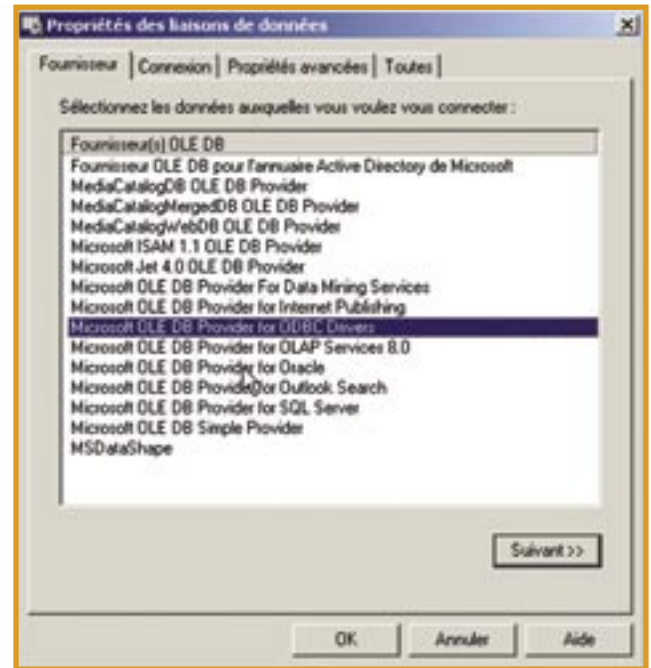 Propriétés des liaisons de données
Fournisseur Connexion Propriétés avancées Toutes
Sélectionnez les données auxquelles vous voulez vous connecter :
Fournisseur(s) OLE DB
Fournisseur OLE DB pour l'annuaire Active Directory de Microsoft
MediaCatalogDB OLE DB Provider
MediaCatalogMergedDB OLE DB Provider
MediaCatalogWebDB OLE DB Provider
Microsoft ISAM 1.1 OLE DB Provider
Microsoft Jet 4.0 OLE DB Provider
Microsoft OLE DB Provider For Data Mining Services
Microsoft OLE DB Provider for Internet Publishing
Microsoft OLE DB Provider for ODBC Drivers
Microsoft OLE DB Provider for OLAP Services 8.0
Microsoft OLE DB Provider for Oracle
Microsoft OLE DB Provider for Outlook Search
Microsoft OLE DB Provider for SQL Server
Microsoft OLE DB Simple Provider
MSDataShape
Suivant >>
OK Annuler Aide